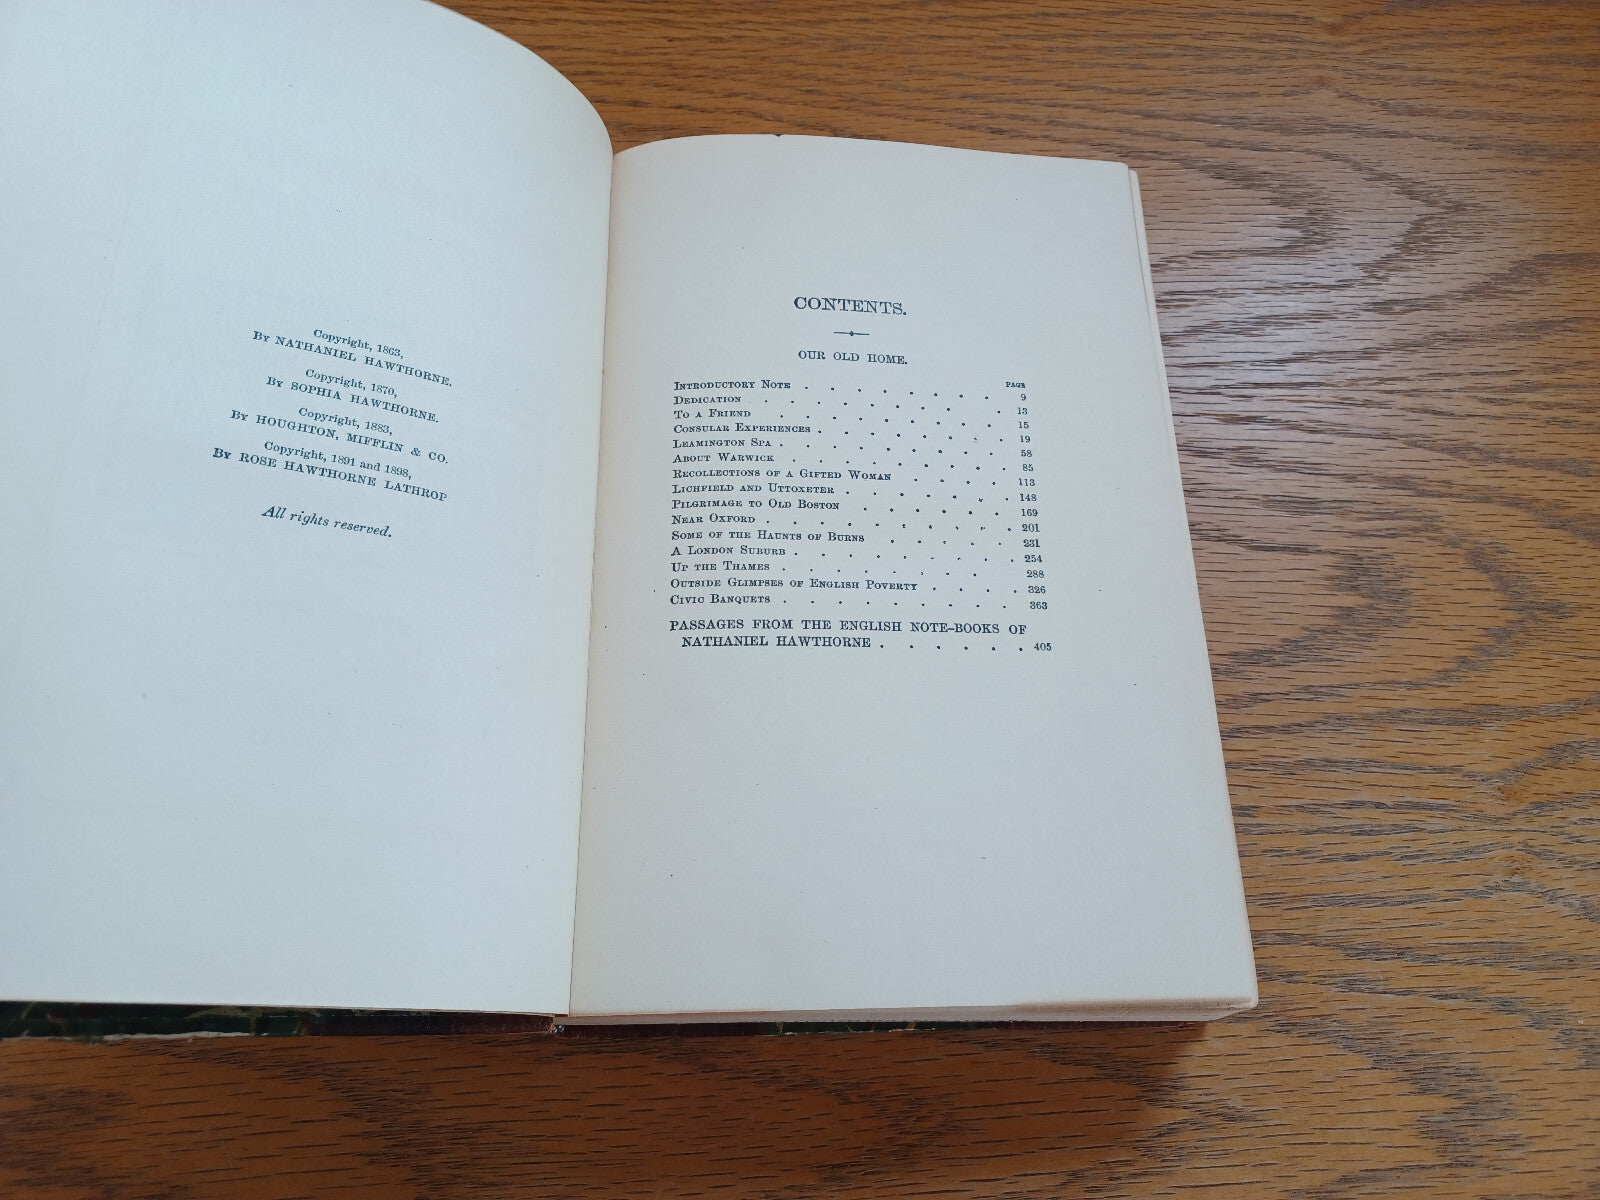 Copyright, 1863,
By NATHANIEL HAWTHORNE.
Copyright, 1870,
By SOPHIA HAWTHORNE.
Copyright, 1883,
By HOUGHTON, MIFFLIN & CO.
Copyright, 1891 and 1898,
By ROSE HAWTHORNE LATHROP
All rights reserved.
CONTENTS.
OUR OLD HOME.
PAGE
Introductory Note . . . . . . . . 9
Dedication . . . . . . . . . . 13
To a Friend . . . . . . . . . 15
Consular Experiences . . . . . . . 19
Leamington Spa . . . . . . . . . 58
About Warwick . . . . . . . . . 85
Recollections of a Gifted Woman . . . . 113
Lichfield and Uttoxeter . . . . . . . 148
Pilgrimage to Old Boston . . . . . . 169
Near Oxford . . . . . . . . . . 201
Some of the Haunts of Burns . . . . . 231
A London Suburb . . . . . . . . . 254
Up the Thames . . . . . . . . 288
Outside Glimpses of English Poverty . . . . 326
Civic Banquets . . . . . . . . . 363
PASSAGES FROM THE ENGLISH NOTE-BOOKS OF
NATHANIEL HAWTHORNE . . . . . . 405